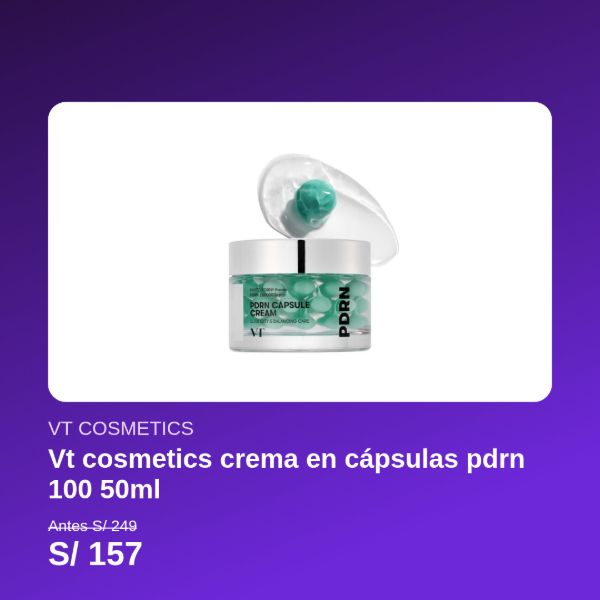 PDRN CAPSULE
CREAM
VT
PDRN
VT COSMETICS
Vt cosmetics crema en cápsulas pdrn
100 50ml
Antes S/ 249
S/ 157